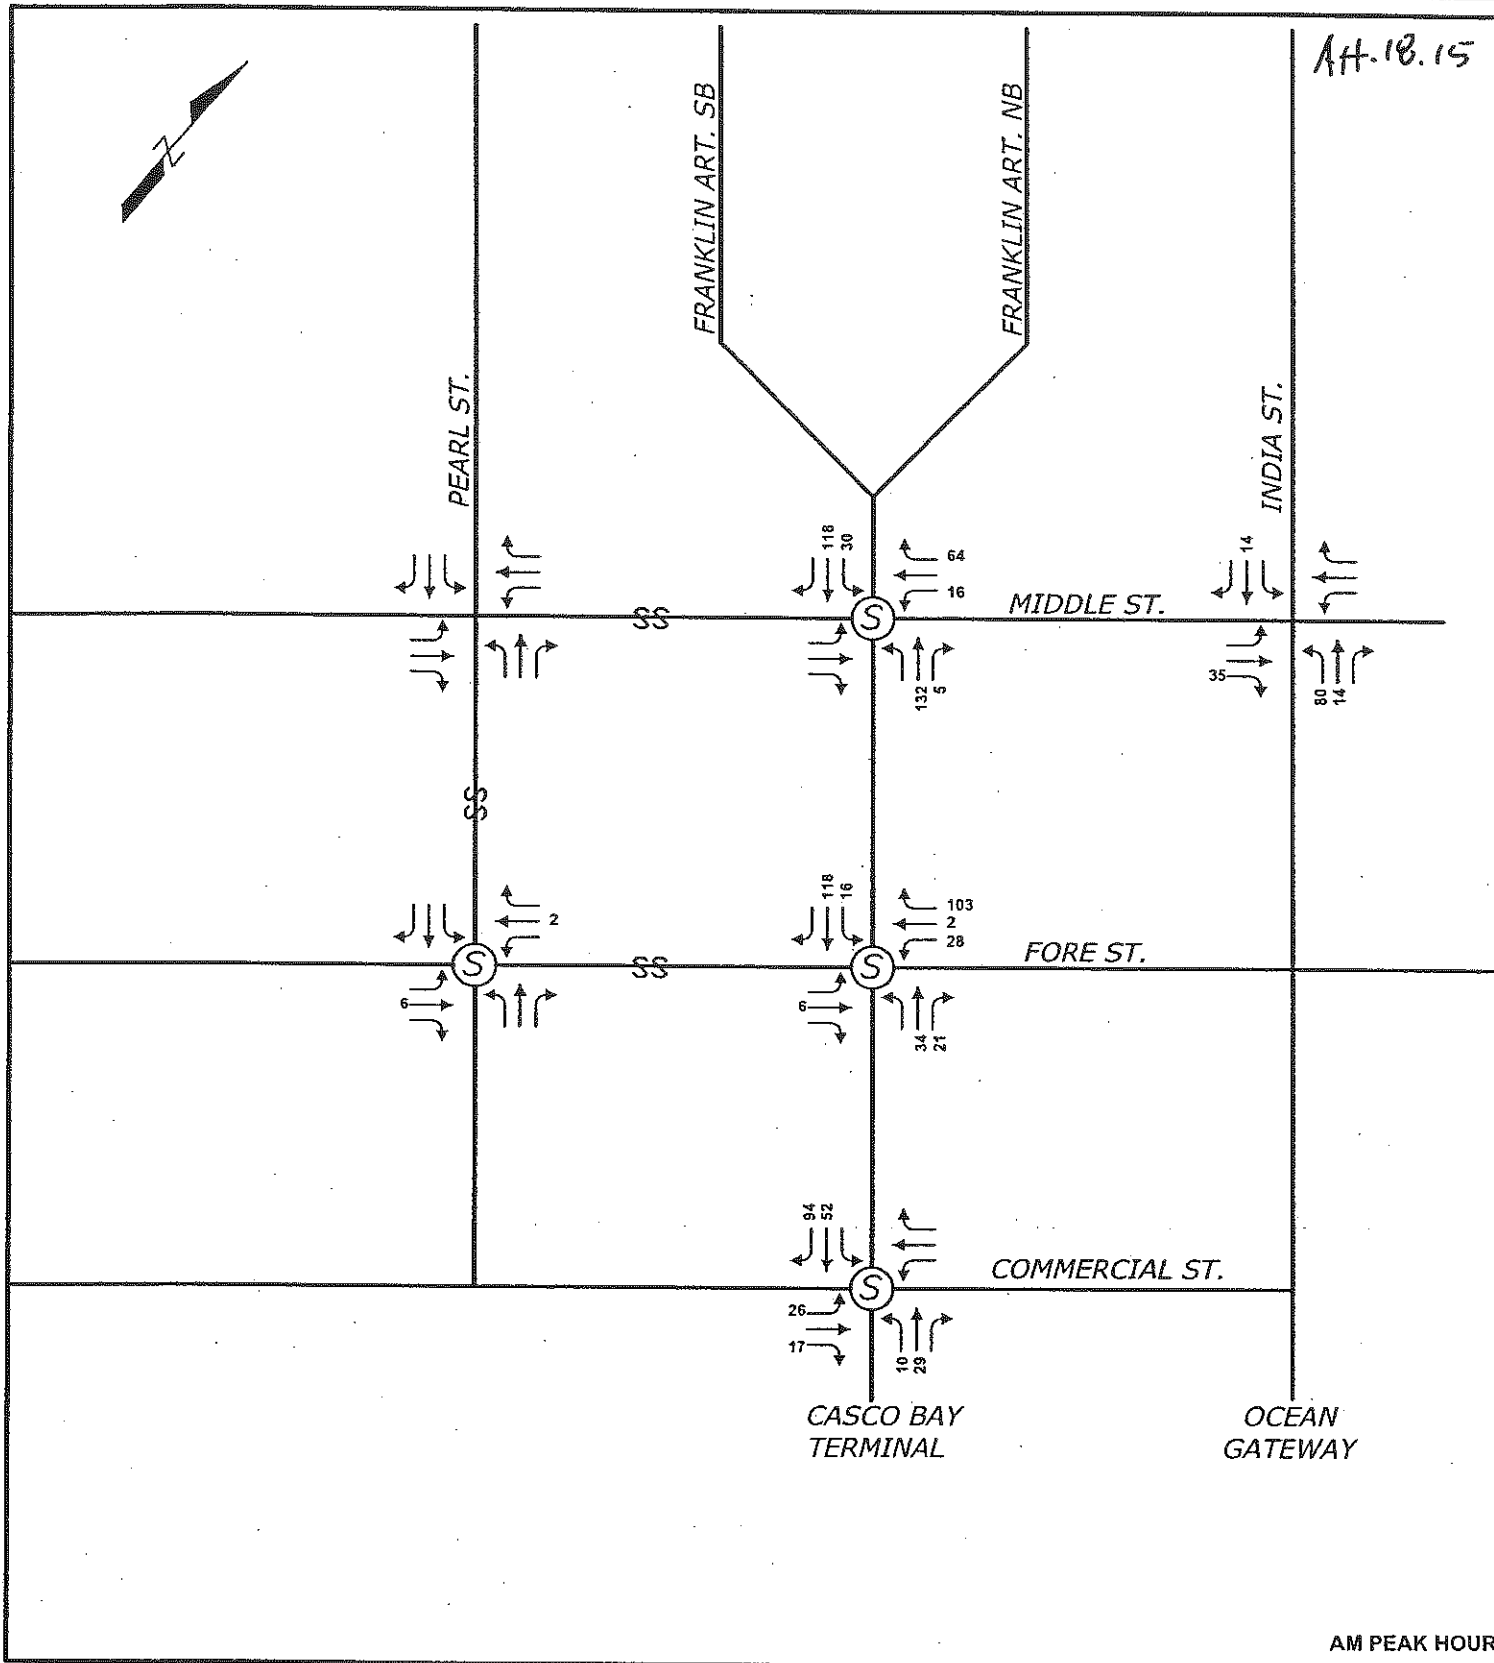 AH.18.15
FRANKLIN ART. SB
FRANKLIN ART. NB
PEARL ST.
INDIA ST.
118
30
64
16
MIDDLE ST.
132
5
14
35
80
14
SS
SS
2
6
S
SS
118
16
103
2
28
S
FORE ST.
6
34
21
S
94
52
COMMERCIAL ST.
S
26
17
10
29
CASCO BAY
TERMINAL
OCEAN
GATEWAY
AM PEAK HOUR
Z